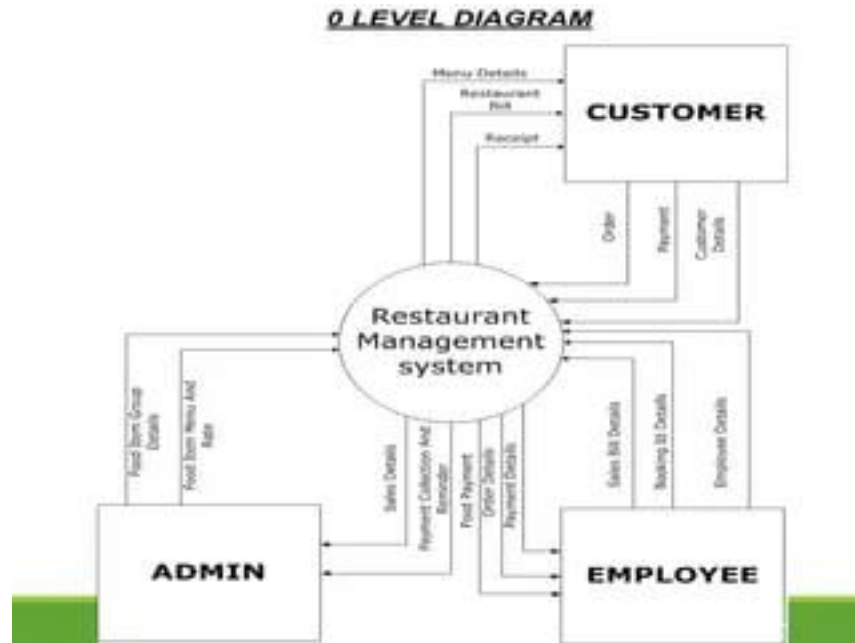 0 LEVEL DIAGRAM
Menu Details
Restaurant
Bill
Receipt
CUSTOMER
Order
Payment
Customer
Details
Restaurant
Management
system
Food Item Group
Details
Food Item Menu And
Rate
Sales Details
Payment Collection And
Reminder
Food Payment
Order Details
Payment Details
Sales Bill Details
Booking Id Details
Employee Details
ADMIN
EMPLOYEE